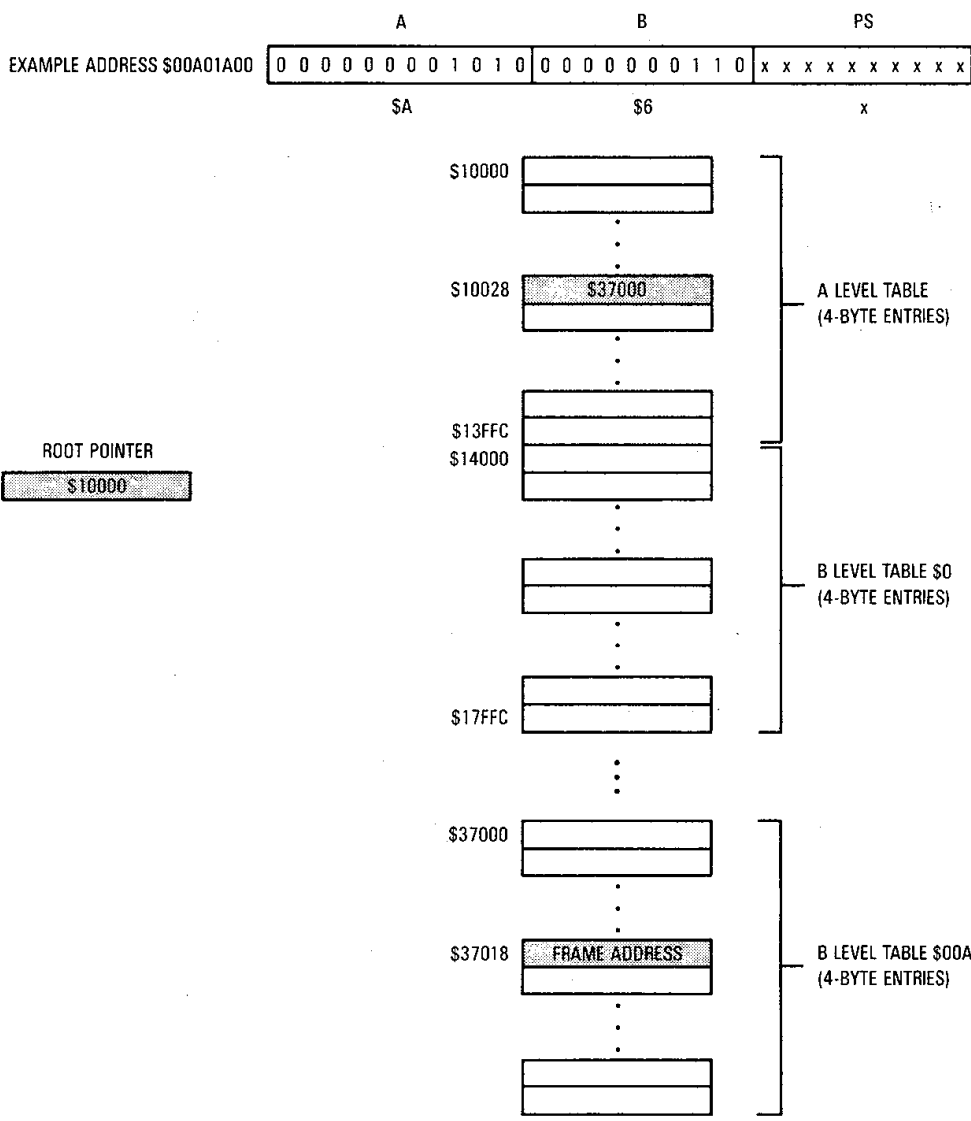 A B PS
EXAMPLE ADDRESS $00A01A00 0 0 0 0 0 0 0 0 1 0 1 0 0 0 0 0 0 0 0 1 1 0 x x x x x x x x x x
$A $6 x
$10000
$10028 $37000
A LEVEL TABLE
(4-BYTE ENTRIES)
$13FFC
$14000
ROOT POINTER
$10000
B LEVEL TABLE $0
(4-BYTE ENTRIES)
$17FFC
$37000
$37018 FRAME ADDRESS
B LEVEL TABLE $00A
(4-BYTE ENTRIES)